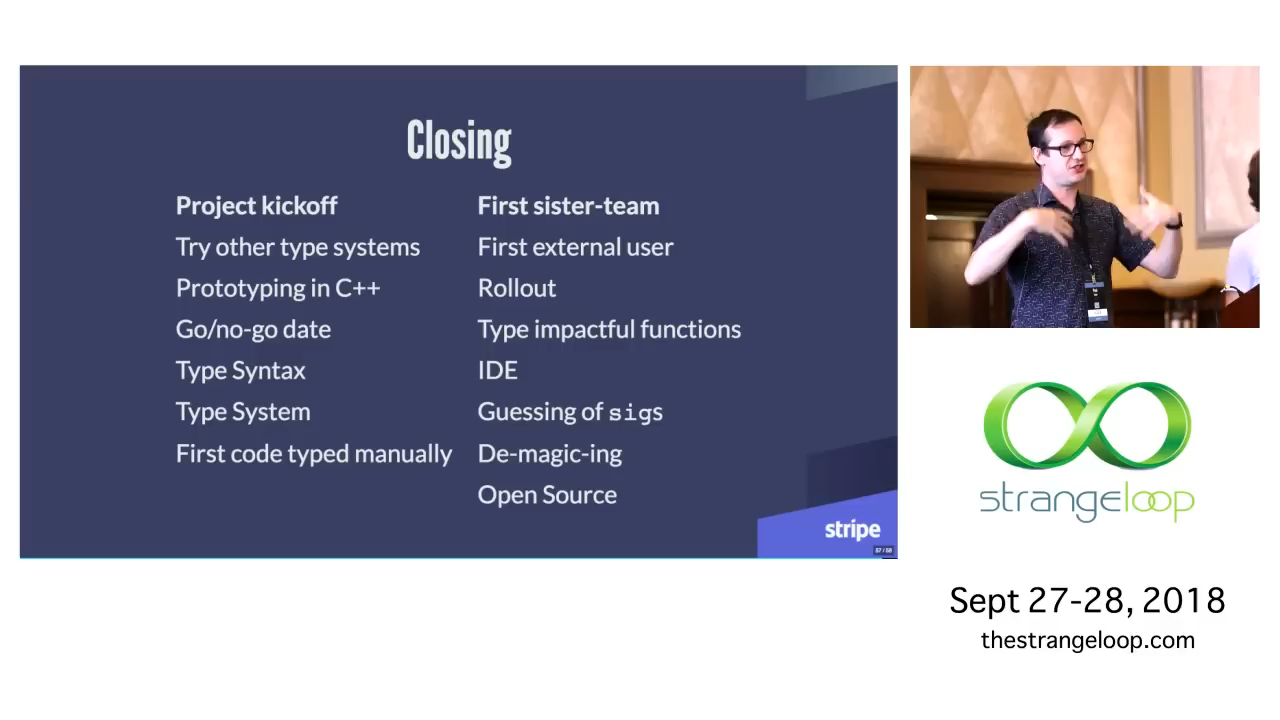 Closing
Project kickoff
Try other type systems
Prototyping in C++
Go/no-go date
Type Syntax
Type System
First code typed manually
First sister-team
First external user
Rollout
Type impactful functions
IDE
Guessing of sigs
De-magic-ing
Open Source
stripe
57 / 58
strangeloop
Sept 27-28, 2018
thestrangeloop.com